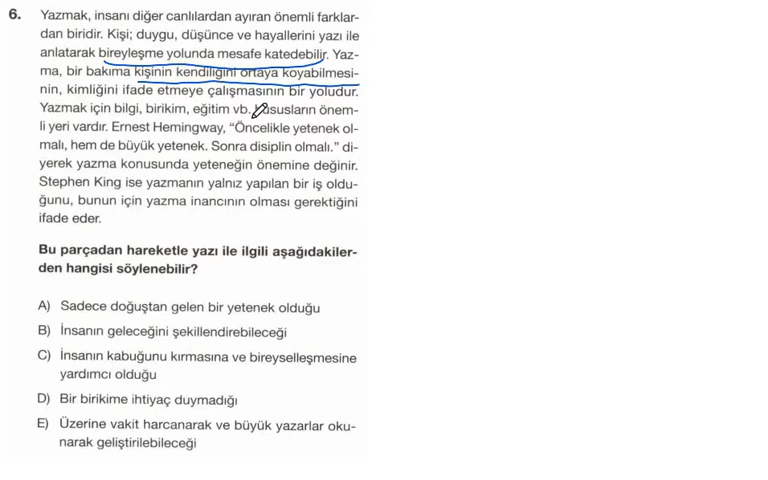 6. Yazmak, insanı diğer canlılardan ayıran önemli farklar-
dan biridir. Kişi; duygu, düşünce ve hayallerini yazı ile
anlatarak bireyleşme yolunda mesafe katedebilir. Yaz-
ma, bir bakıma kişinin kendiliğini ortaya koyabilmesi-
nin, kimliğini ifade etmeye çalışmasının bir yoludur.
Yazmak için bilgi, birikim, eğitim vb. hususların önem-
li yeri vardır. Ernest Hemingway, “Öncelikle yetenek ol-
malı, hem de büyük yetenek. Sonra disiplin olmalı.” di-
yerek yazma konusunda yeteneğin önemine değinir.
Stephen King ise yazmanın yalnız yapılan bir iş oldu-
ğunu, bunun için yazma inancının olması gerektiğini
ifade eder.
Bu parçadan hareketle yazı ile ilgili aşağıdakiler-
den hangisi söylenebilir?
A) Sadece doğuştan gelen bir yetenek olduğu
B) İnsanın geleceğini şekillendirebileceği
C) İnsanın kabuğunu kırmasına ve bireyselleşmesine
yardımcı olduğu
D) Bir birikime ihtiyaç duymadığı
E) Üzerine vakit harcanarak ve büyük yazarlar oku-
narak geliştirilebileceği